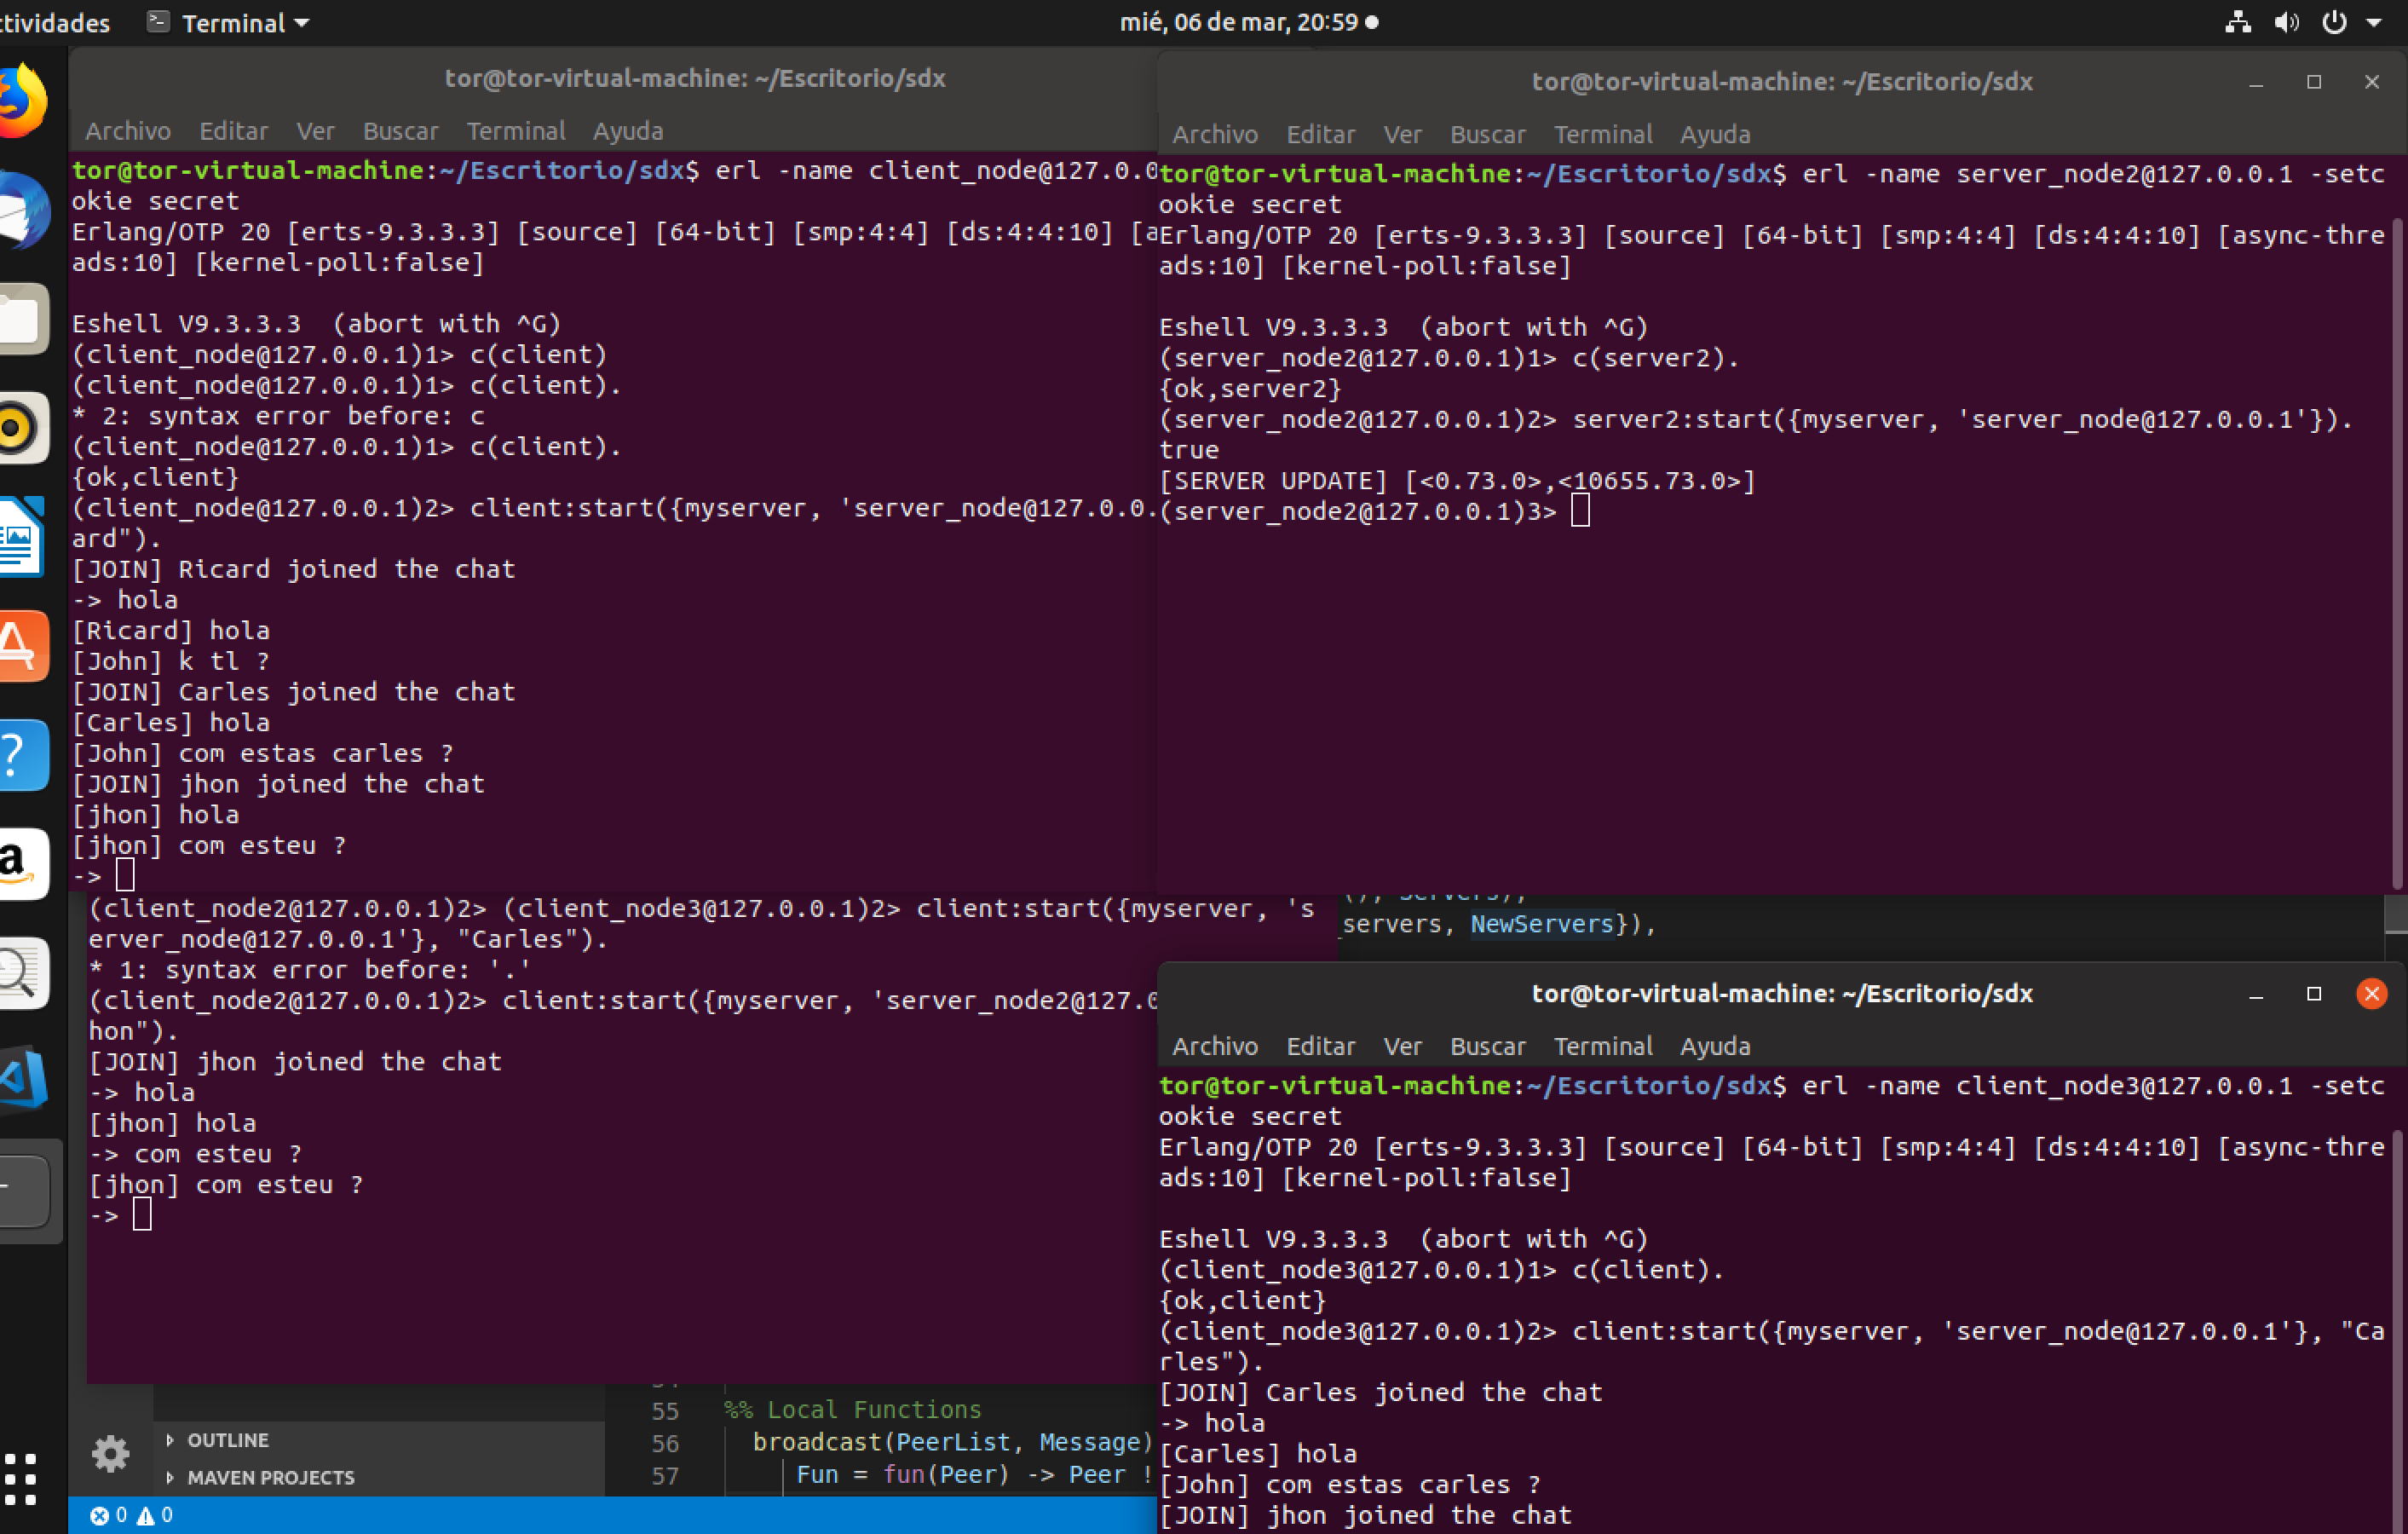 ctividades
Terminal
mié, 06 de mar, 20:59
tor@tor-virtual-machine: ~/Escritorio/sdx
Archivo Editar Ver Buscar Terminal Ayuda
tor@tor-virtual-machine:~/Escritorio/sdx$ erl -name client_node@127.0.0
okie secret
Erlang/OTP 20 [erts-9.3.3.3] [source] [64-bit] [smp:4:4] [ds:4:4:10] [a
ads:10] [kernel-poll:false]
Eshell V9.3.3.3  (abort with ^G)
(client_node@127.0.0.1)1> c(client)
(client_node@127.0.0.1)1> c(client).
* 2: syntax error before: c
(client_node@127.0.0.1)1> c(client).
{ok,client}
(client_node@127.0.0.1)2> client:start({myserver, 'server_node@127.0.0.
ard").
[JOIN] Ricard joined the chat
-> hola
[Ricard] hola
[John] k tl ?
[JOIN] Carles joined the chat
[Carles] hola
[John] com estas carles ?
[JOIN] jhon joined the chat
[jhon] hola
[jhon] com esteu ?
->
tor@tor-virtual-machine: ~/Escritorio/sdx
Archivo Editar Ver Buscar Terminal Ayuda
tor@tor-virtual-machine:~/Escritorio/sdx$ erl -name server_node2@127.0.0.1 -setc
ookie secret
Erlang/OTP 20 [erts-9.3.3.3] [source] [64-bit] [smp:4:4] [ds:4:4:10] [async-thre
ads:10] [kernel-poll:false]
Eshell V9.3.3.3  (abort with ^G)
(server_node2@127.0.0.1)1> c(server2).
{ok,server2}
(server_node2@127.0.0.1)2> server2:start({myserver, 'server_node@127.0.0.1'}).
true
[SERVER UPDATE] [<0.73.0>,<10655.73.0>]
(server_node2@127.0.0.1)3>
(client_node2@127.0.0.1)2> (client_node3@127.0.0.1)2> client:start({myserver, 's
erver_node@127.0.0.1'}, "Carles").
* 1: syntax error before: '.'
(client_node2@127.0.0.1)2> client:start({myserver, 'server_node2@127.0
hon").
[JOIN] jhon joined the chat
-> hola
[jhon] hola
-> com esteu ?
[jhon] com esteu ?
->
(), Servers),
_servers, NewServers}),
tor@tor-virtual-machine: ~/Escritorio/sdx
Archivo Editar Ver Buscar Terminal Ayuda
tor@tor-virtual-machine:~/Escritorio/sdx$ erl -name client_node3@127.0.0.1 -setc
ookie secret
Erlang/OTP 20 [erts-9.3.3.3] [source] [64-bit] [smp:4:4] [ds:4:4:10] [async-thre
ads:10] [kernel-poll:false]
Eshell V9.3.3.3  (abort with ^G)
(client_node3@127.0.0.1)1> c(client).
{ok,client}
(client_node3@127.0.0.1)2> client:start({myserver, 'server_node@127.0.0.1'}, "Ca
rles").
[JOIN] Carles joined the chat
-> hola
[Carles] hola
[John] com estas carles ?
[JOIN] jhon joined the chat
OUTLINE
MAVEN PROJECTS
55 %% Local Functions
56 broadcast(PeerList, Message)
57 Fun = fun(Peer) -> Peer !
0 0